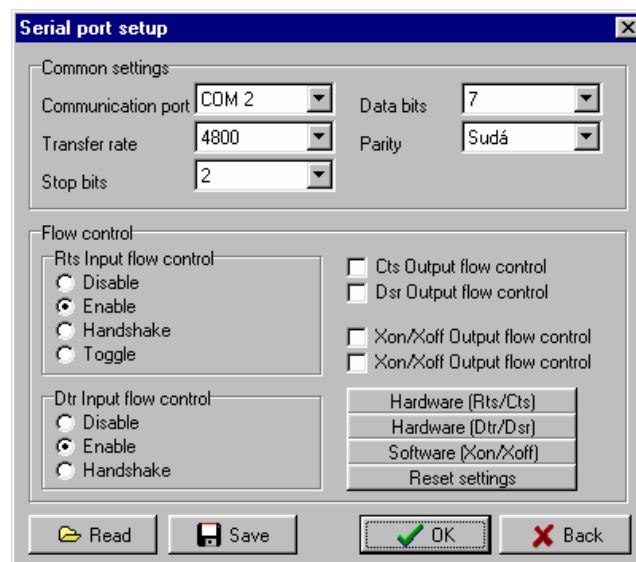 Serial port setup
Common settings
Communication port COM 2
Data bits 7
Transfer rate 4800
Parity Sudá
Stop bits 2
Flow control
Rts Input flow control
Disable
Enable
Handshake
Toggle
Cts Output flow control
Dsr Output flow control
Xon/Xoff Output flow control
Xon/Xoff Output flow control
Dtr Input flow control
Disable
Enable
Handshake
Hardware (Rts/Cts)
Hardware (Dtr/Dsr)
Software (Xon/Xoff)
Reset settings
Read
Save
OK
Back